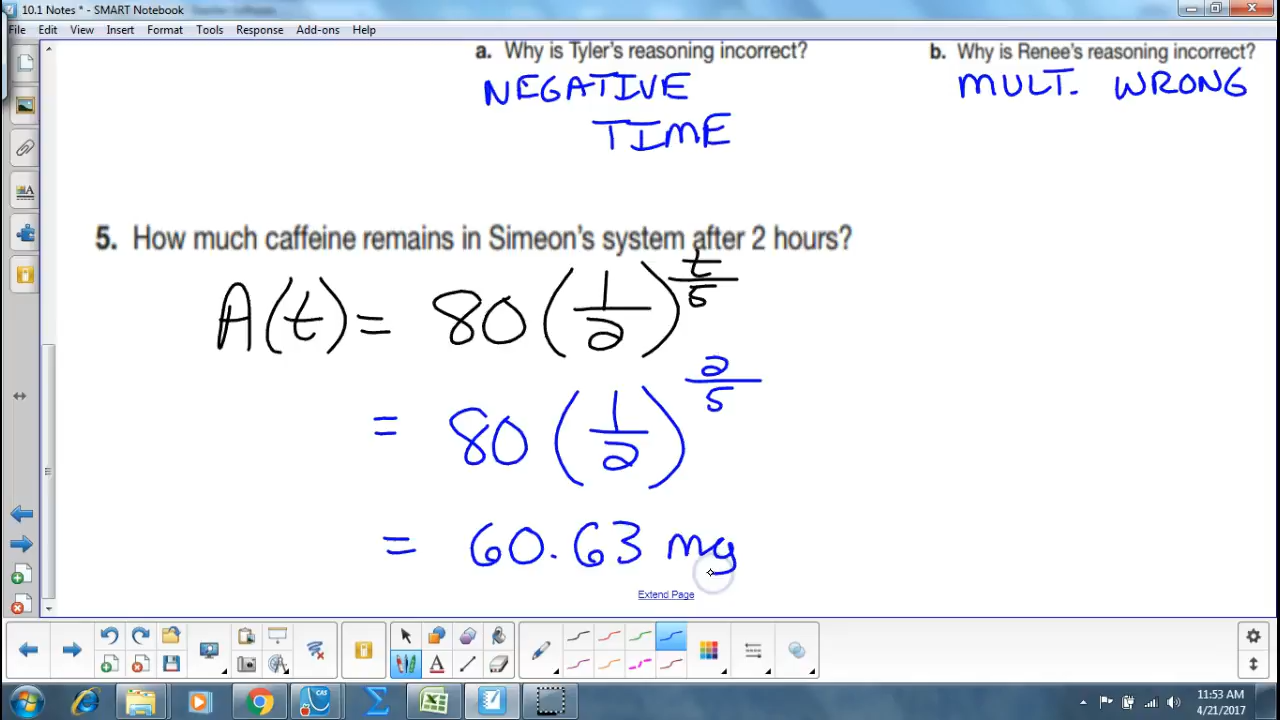 10.1 Notes * - SMART Notebook
File Edit View Insert Format Tools Response Add-ons Help
a. Why is Tyler's reasoning incorrect?
NEGATIVE
TIME
b. Why is Renee's reasoning incorrect?
MULT. WRONG
5. How much caffeine remains in Simeon's system after 2 hours?
A(t) = 80 (1/2)^(t/5)
= 80 (1/2)^(2/5)
= 60.63 mg
Extend Page
A
CAS
11:53 AM
4/21/2017